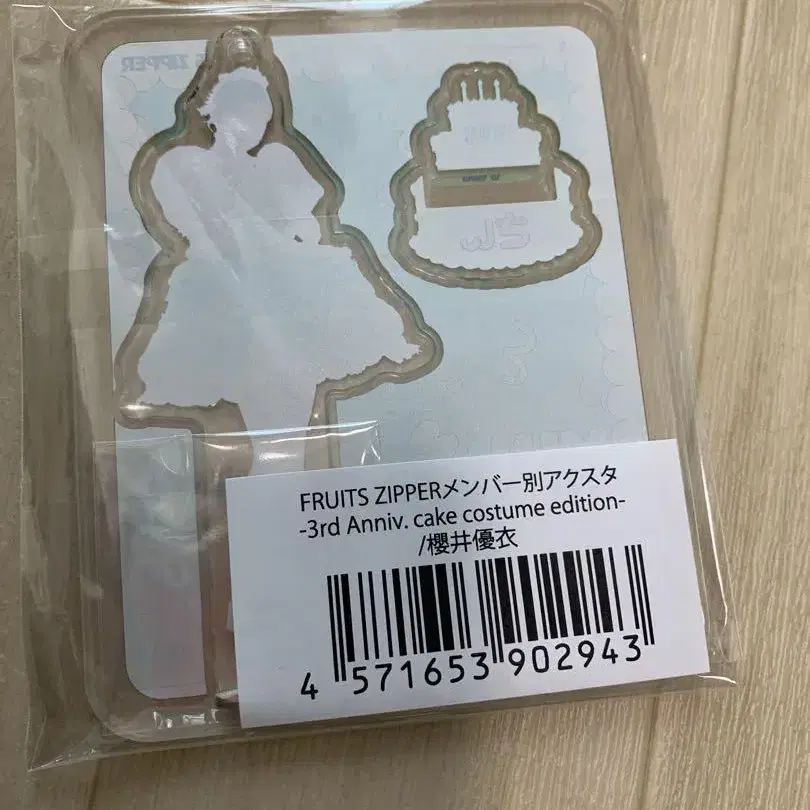 FRUITS ZIPPERメンバー別アクスタ
-3rd Anniv. cake costume edition-
/櫻井優衣
4 571653 902943